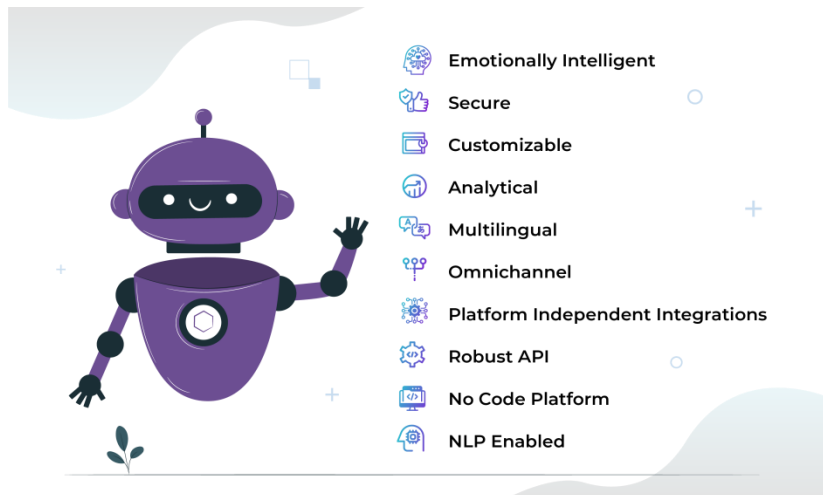 Emotionally Intelligent
Secure
Customizable
Analytical
Multilingual
Omnichannel
Platform Independent Integrations
Robust API
No Code Platform
NLP Enabled